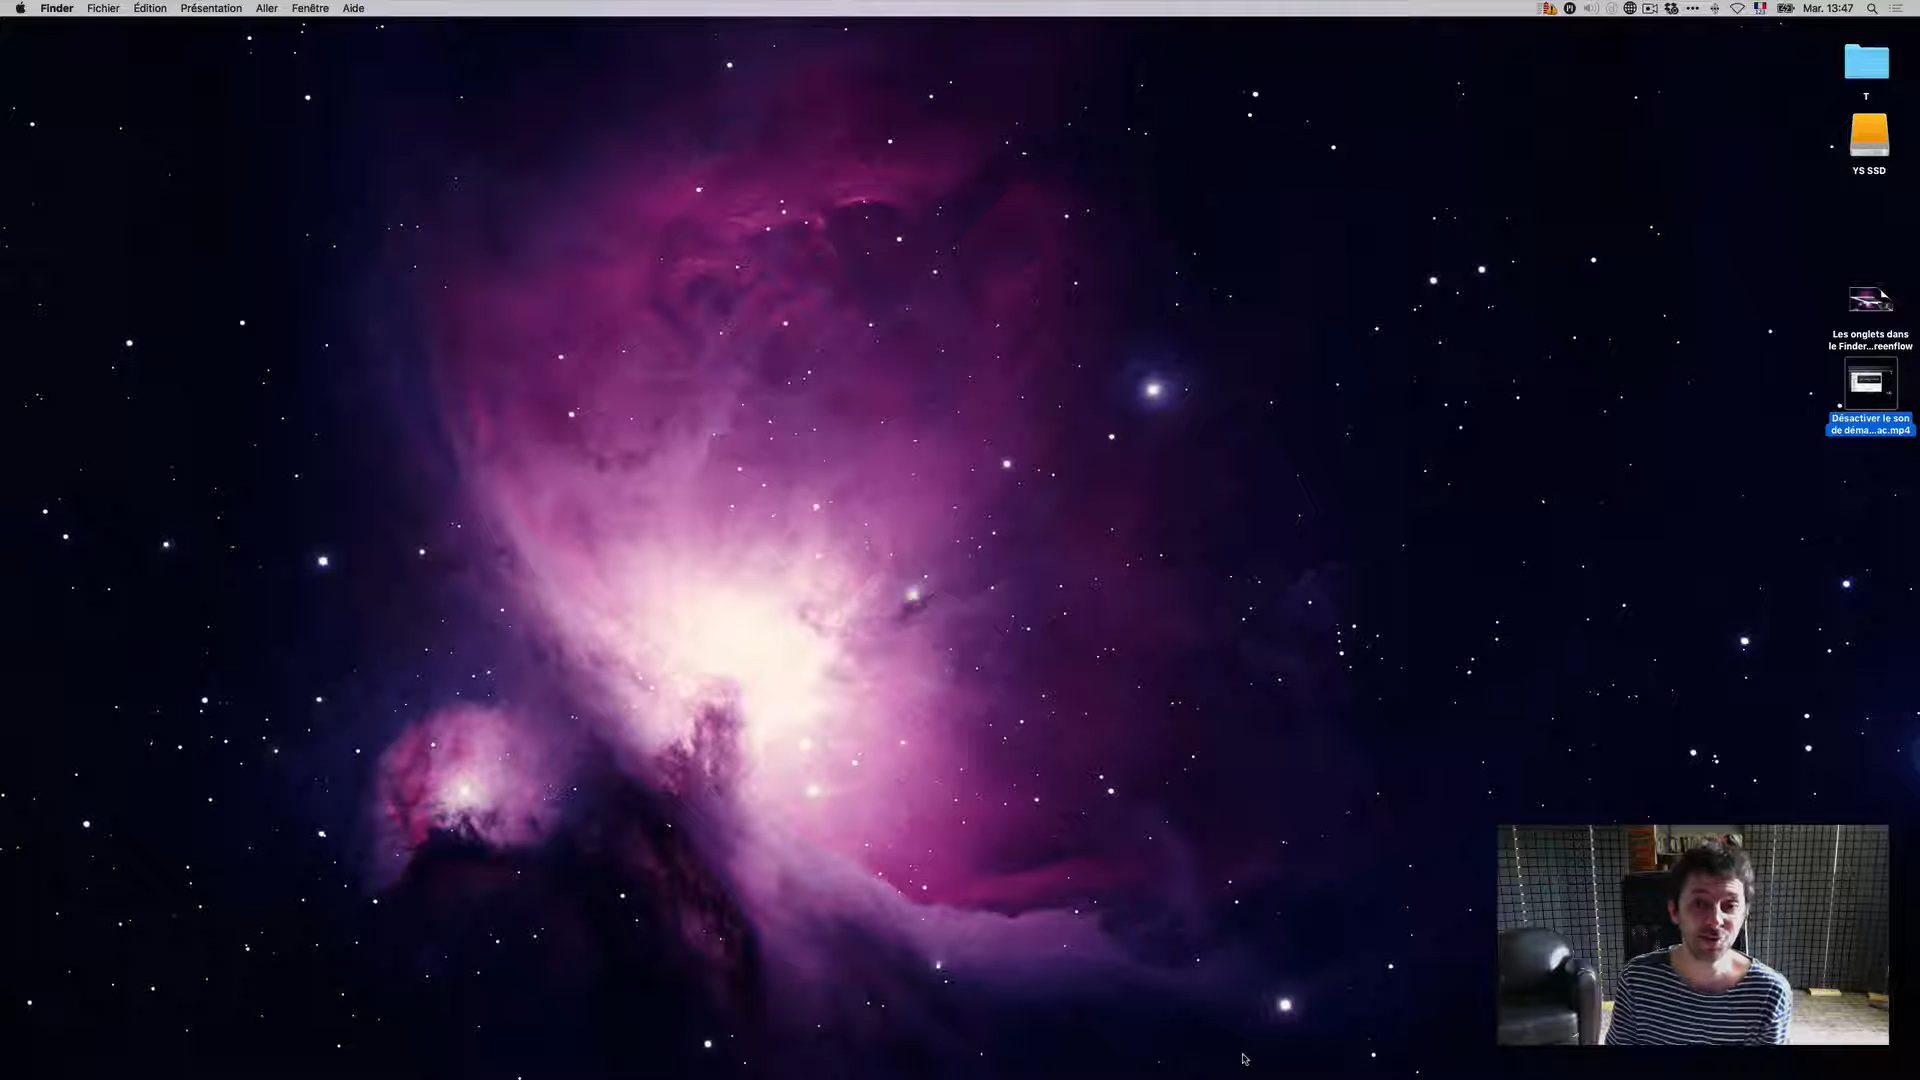 Finder Fichier Édition Présentation Aller Fenêtre Aide Mar. 13:47
T
YS SSD
Les onglets dans
le Finder...reenflow
Désactiver le son
de déma...ac.mp4